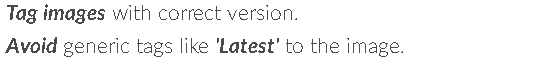 Tag images with correct version.
Avoid generic tags like 'Latest' to the image.